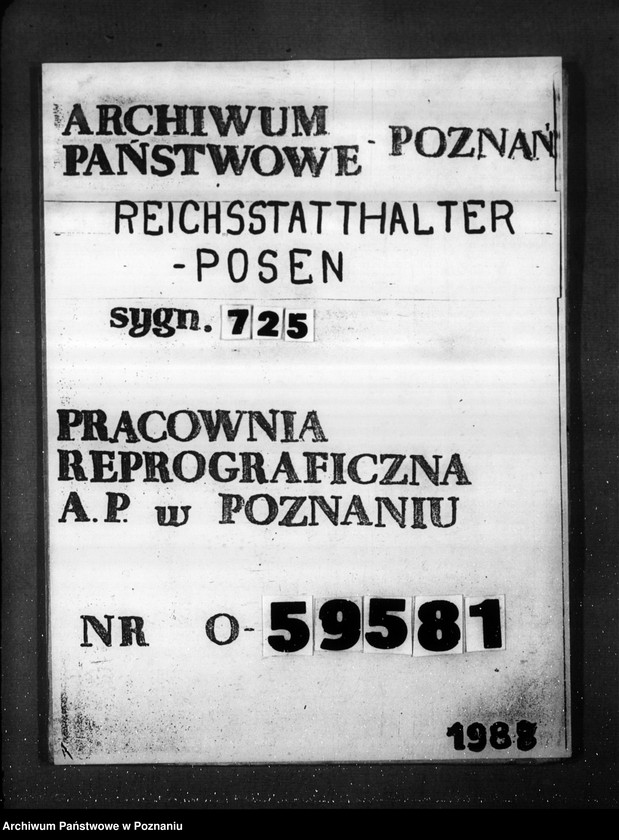 ARCHIWUM
PAŃSTWOWE - POZNAŃ
REICHSSTATTHALTER
-POSEN
sygn. 725
PRACOWNIA
REPROGRAFICZNA
A.P. w POZNANIU
NR O-59581
1988
Archiwum Państwowe w Poznaniu